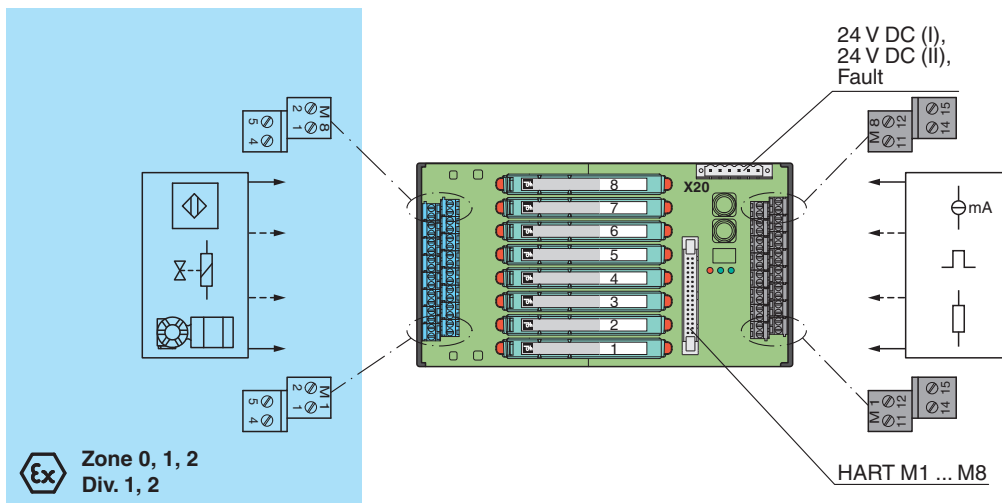 24 V DC (I),
24 V DC (II),
Fault
5
4
2
1
M 8
M 8
12
11
15
14
X20
8
7
6
5
4
3
2
1
mA
5
4
2
1
M 1
M 1
12
11
15
14
Ex
Zone 0, 1, 2
Div. 1, 2
HART M1 ... M8